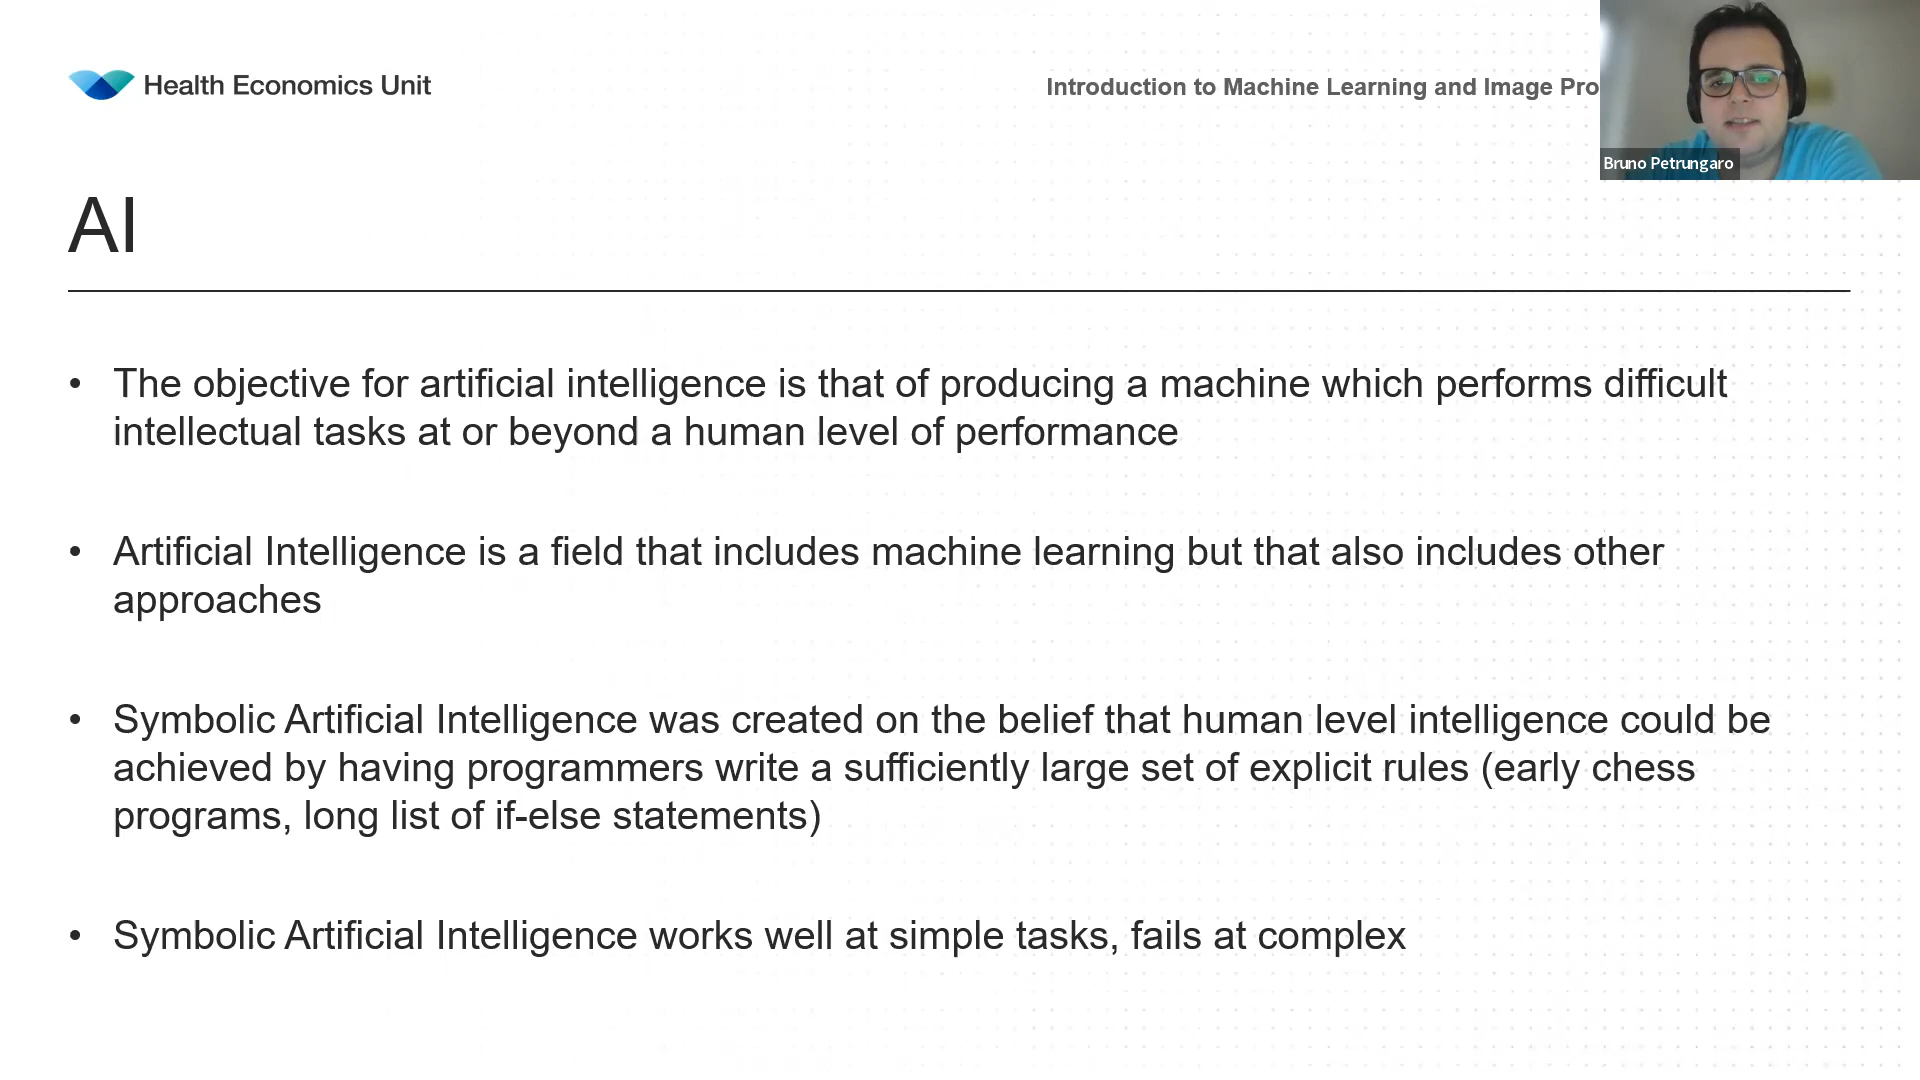 Health Economics Unit
Introduction to Machine Learning and Image Pro
Bruno Petrungaro
AI
• The objective for artificial intelligence is that of producing a machine which performs difficult
intellectual tasks at or beyond a human level of performance
• Artificial Intelligence is a field that includes machine learning but that also includes other
approaches
• Symbolic Artificial Intelligence was created on the belief that human level intelligence could be
achieved by having programmers write a sufficiently large set of explicit rules (early chess
programs, long list of if-else statements)
• Symbolic Artificial Intelligence works well at simple tasks, fails at complex